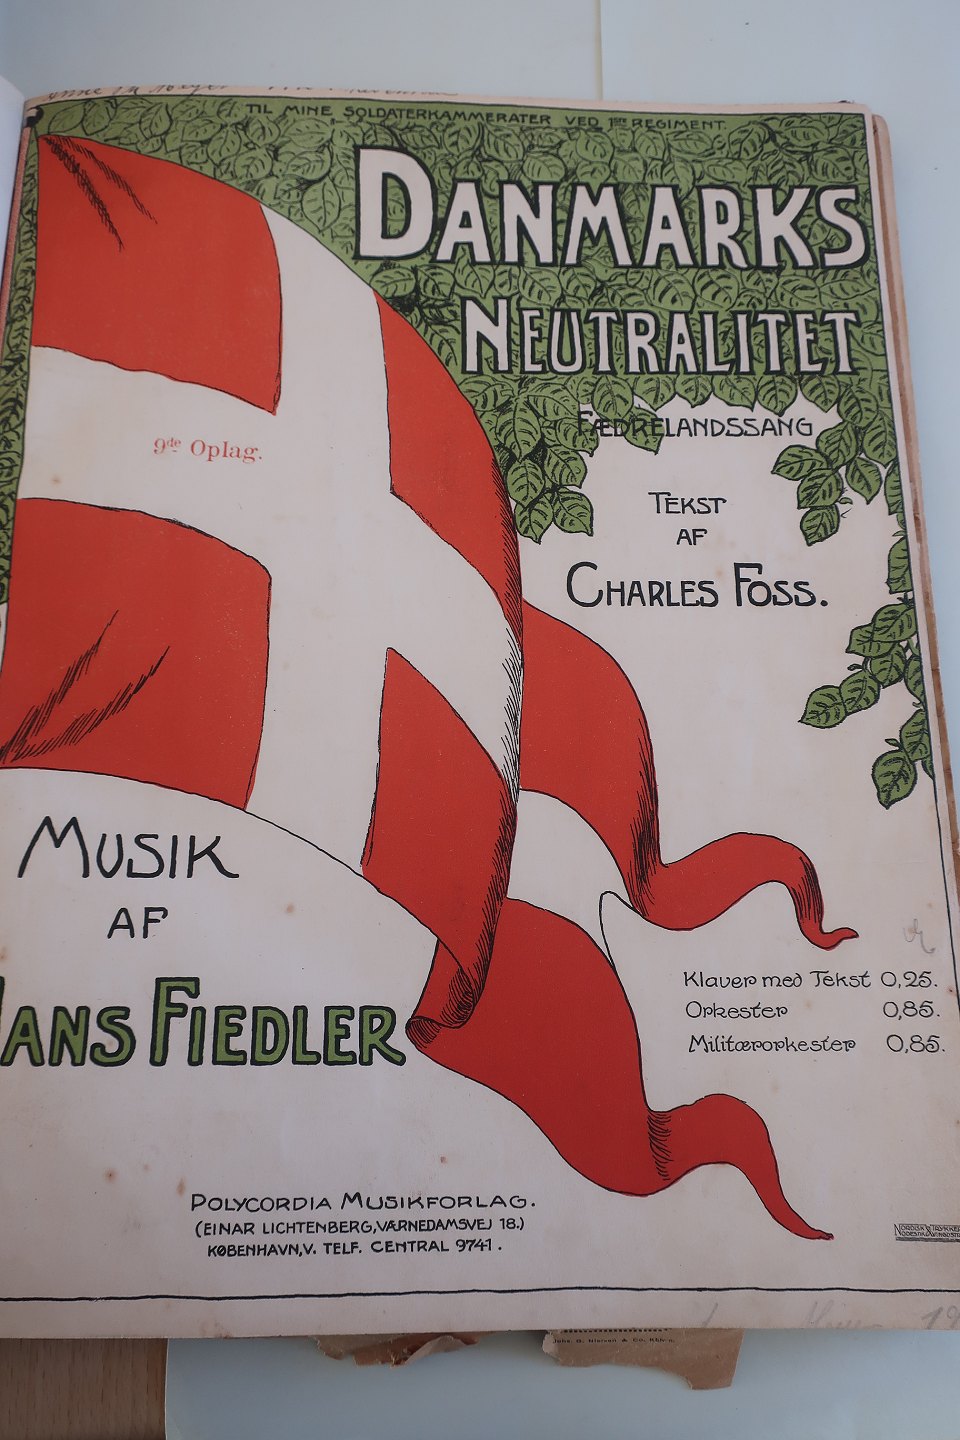 TIL MINE SOLDATERKAMMERATER VED 1STE REGIMENT.
DANMARKS
NEUTRALITET
FÆDRELANDSSANG
9de Oplag.
TEKST
AF
CHARLES FOSS.
MUSIK
AF
HANS FIEDLER
Klaver med Tekst 0,25.
Orkester 0,85.
Militærorkester 0,85.
POLYCORDIA MUSIKFORLAG.
(EINAR LICHTENBERG, VÆRNEDAMSVEJ 18.)
KØBENHAVN, V. TELF. CENTRAL 9741.